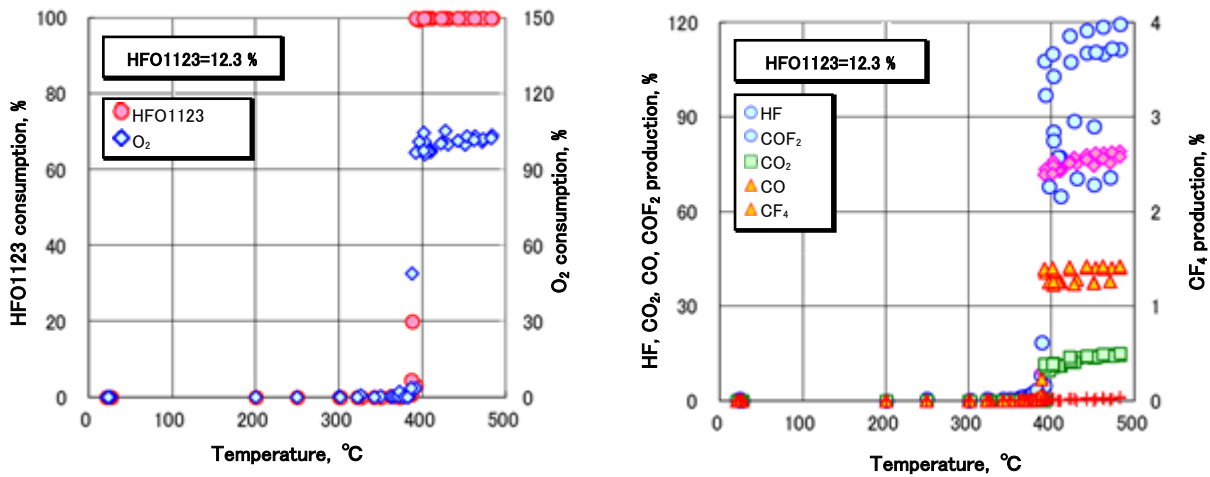 HFO1123 consumption, %
100
80
60
40
20
0
HFO1123=12.3 %
HFO1123
O₂
150
120
90
60
30
0
O₂ consumption, %
0 100 200 300 400 500
Temperature, ℃
HF, CO₂, CO, COF₂ production, %
120
90
60
30
0
HFO1123=12.3 %
HF
COF₂
CO₂
CO
CF₄
4
3
2
1
0
CF₄ production, %
0 100 200 300 400 500
Temperature, ℃